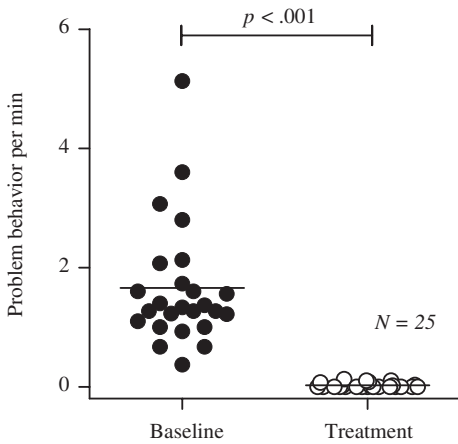 p < .001
6
4
2
0
Problem behavior per min
N = 25
Baseline
Treatment